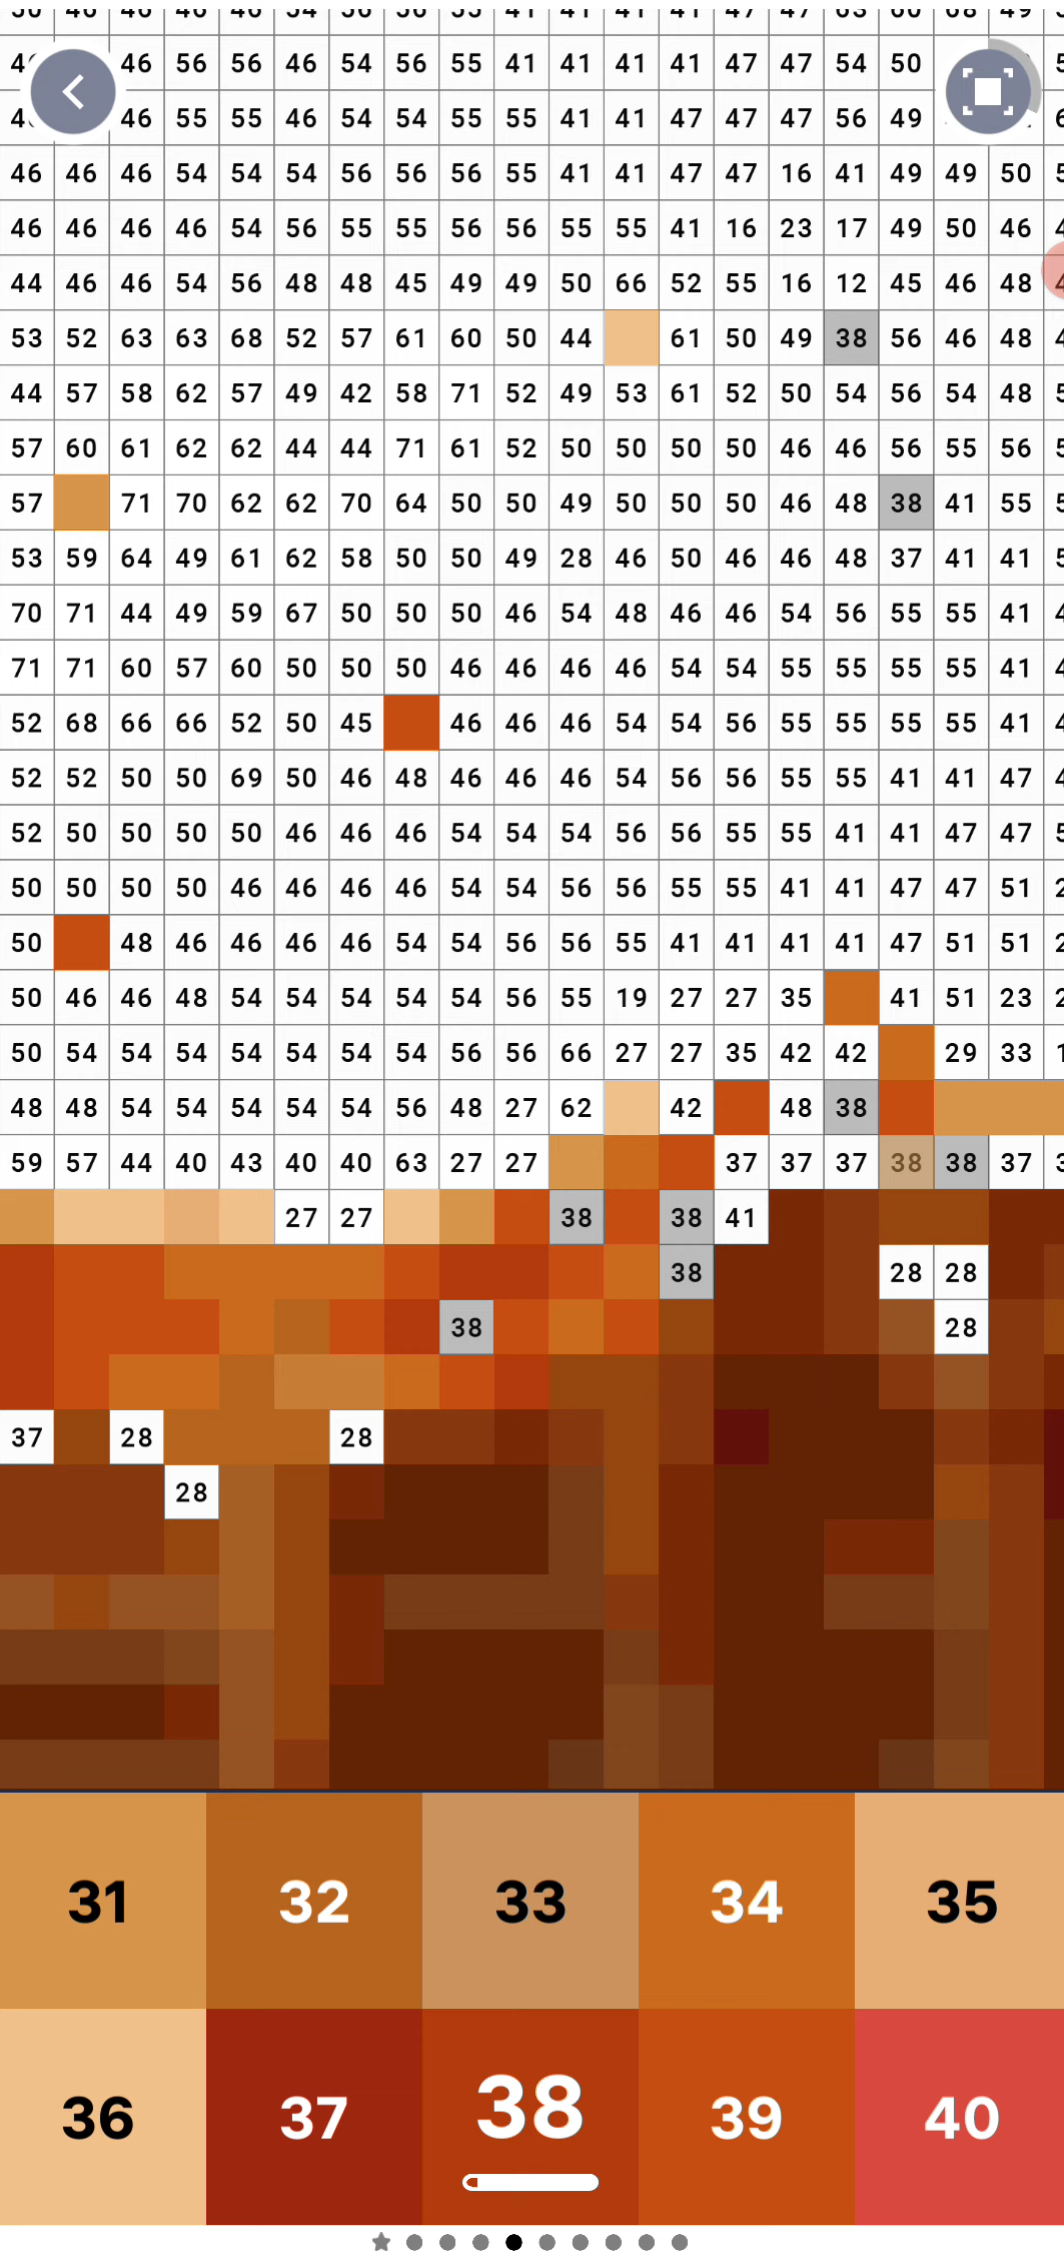 46 56 56 46 54 56 55 41 41 41 41 47 47 54 50
46 55 55 46 54 54 55 55 41 41 47 47 47 56 49
46 46 46 54 54 54 56 56 56 55 41 41 47 47 16 41 49 49 50
46 46 46 46 54 56 55 55 56 56 55 55 41 16 23 17 49 50 46
44 46 46 54 56 48 48 45 49 49 50 66 52 55 16 12 45 46 48
53 52 63 63 68 52 57 61 60 50 44 61 50 49 38 56 46 48
44 57 58 62 57 49 42 58 71 52 49 53 61 52 50 54 56 54 48
57 60 61 62 62 44 44 71 61 52 50 50 50 50 46 46 56 55 56
57 71 70 62 62 70 64 50 50 49 50 50 50 46 48 38 41 55
53 59 64 49 61 62 58 50 50 49 28 46 50 46 46 48 37 41 41
70 71 44 49 59 67 50 50 50 46 54 48 46 46 54 56 55 55 41
71 71 60 57 60 50 50 50 46 46 46 46 54 54 55 55 55 55 41
52 68 66 66 52 50 45 46 46 46 54 54 56 55 55 55 55 41
52 52 50 50 69 50 46 48 46 46 46 54 56 56 55 55 41 41 47
52 50 50 50 50 46 46 46 54 54 54 56 56 55 55 41 41 47 47
50 50 50 50 46 46 46 46 54 54 56 56 55 55 41 41 47 47 51
50 48 46 46 46 46 54 54 56 56 55 41 41 41 41 47 51 51
50 46 46 48 54 54 54 54 54 56 55 19 27 27 35 41 51 23
50 54 54 54 54 54 54 54 56 56 66 27 27 35 42 42 29 33
48 48 54 54 54 54 54 56 48 27 62 42 48 38
59 57 44 40 43 40 40 63 27 27 37 37 37 38 38 37
27 27 38 38 41
38 28 28
38 28
37 28 28
28
31 32 33 34 35
36 37 38 39 40